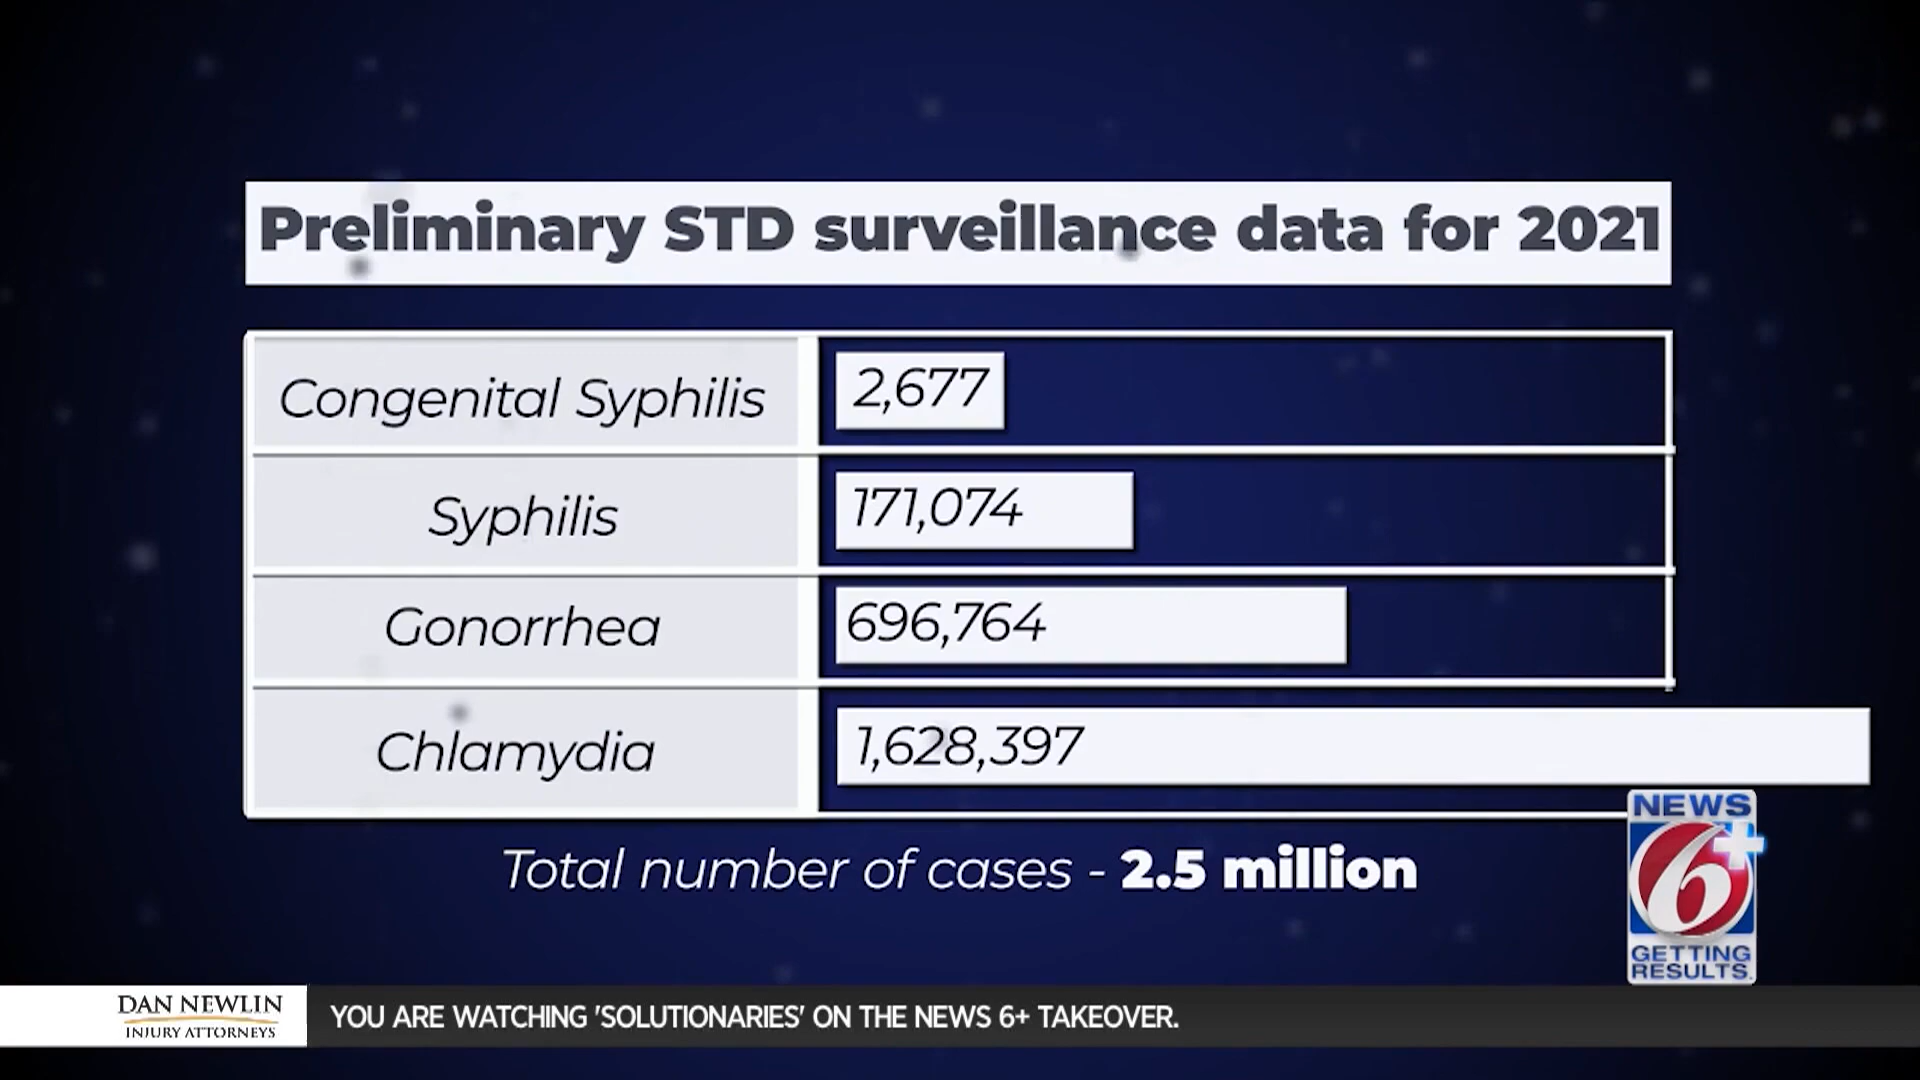 Preliminary STD surveillance data for 2021
Congenital Syphilis 2,677
Syphilis 171,074
Gonorrhea 696,764
Chlamydia 1,628,397
Total number of cases - 2.5 million
NEWS
6+
GETTING
RESULTS.
DAN NEWLIN
INJURY ATTORNEYS
YOU ARE WATCHING 'SOLUTIONARIES' ON THE NEWS 6+ TAKEOVER.